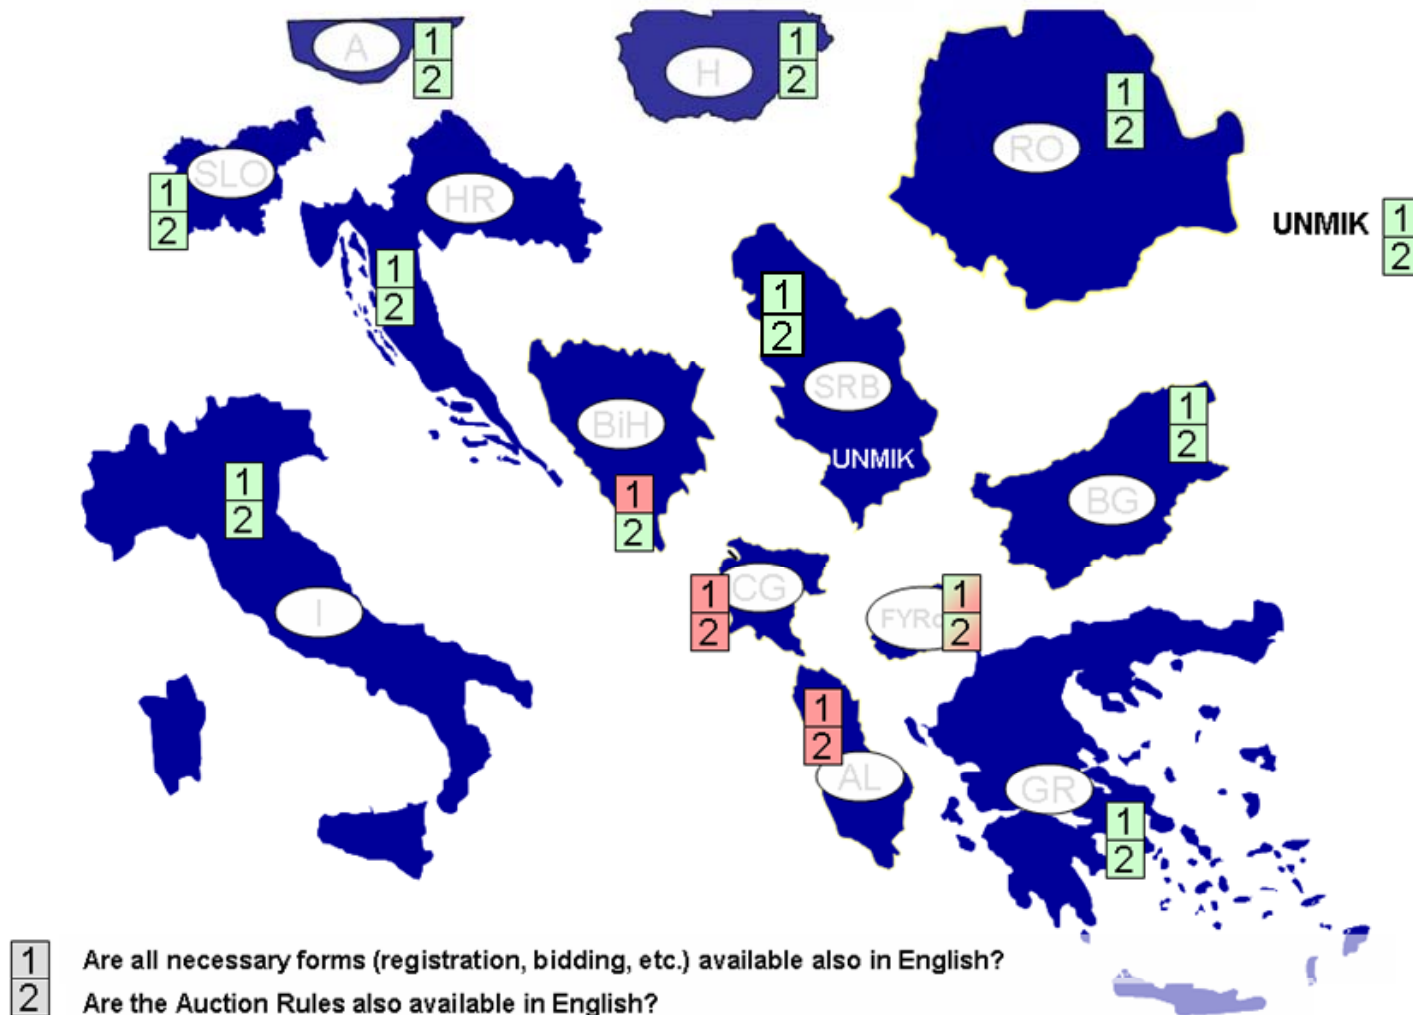 A
1
2
H
1
2
RO
1
2
SLO
1
2
HR
1
2
UNMIK
1
2
1
2
SRB
UNMIK
BiH
1
2
1
2
BG
1
2
I
CG
1
2
FYRo
1
2
1
2
AL
GR
1
2
1 Are all necessary forms (registration, bidding, etc.) available also in English?
2 Are the Auction Rules also available in English?